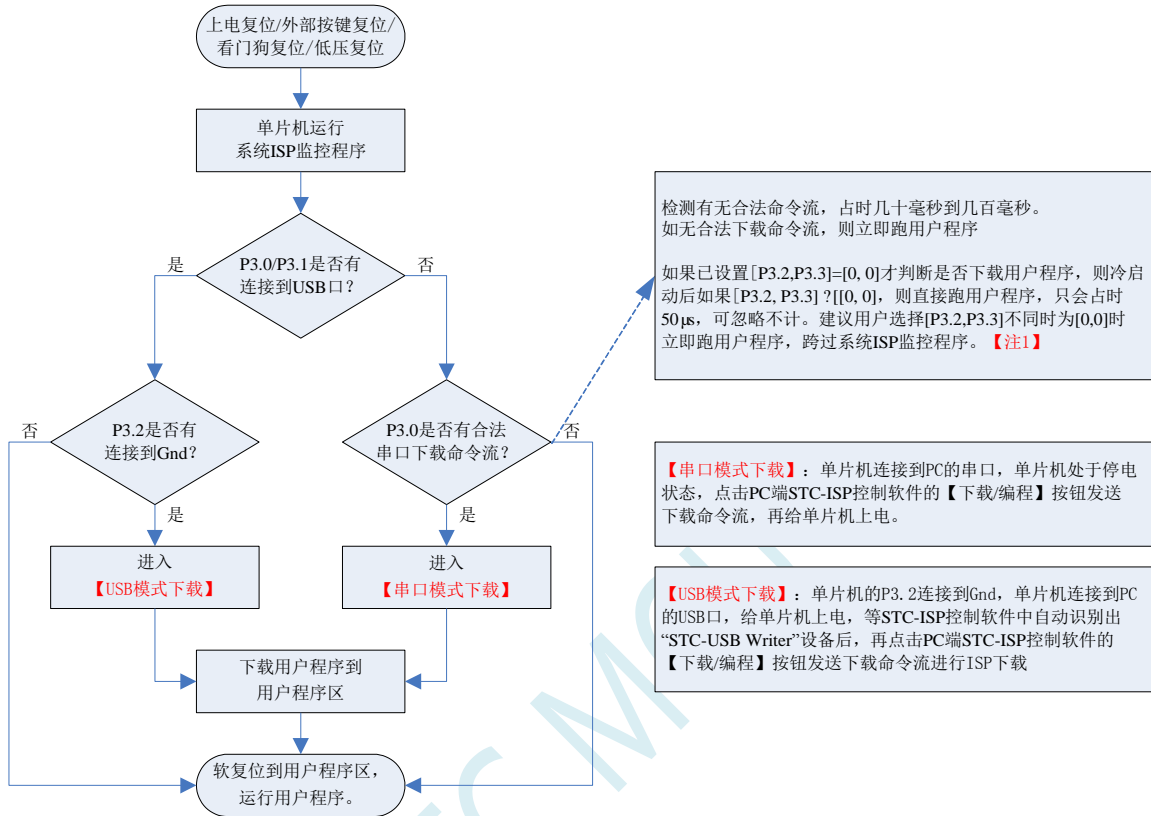 上电复位/外部按键复位/
看门狗复位/低压复位
单片机运行
系统ISP监控程序
P3.0/P3.1是否有
连接到USB口？
是
否
P3.2是否有
连接到Gnd？
否
是
P3.0是否有合法
串口下载命令流？
否
是
进入
【USB模式下载】
进入
【串口模式下载】
下载用户程序到
用户程序区
软复位到用户程序区，
运行用户程序。
检测有无合法命令流，占时几十毫秒到几百毫秒。
如无合法下载命令流，则立即跑用户程序
如果已设置[P3.2,P3.3]=[0, 0]才判断是否下载用户程序，则冷启
动后如果[P3.2, P3.3] ?[[0, 0]，则直接跑用户程序，只会占时
50μs，可忽略不计。建议用户选择[P3.2,P3.3]不同时为[0,0]时
立即跑用户程序，跨过系统ISP监控程序。【注1】
【串口模式下载】：单片机连接到PC的串口，单片机处于停电
状态，点击PC端STC-ISP控制软件的【下载/编程】按钮发送
下载命令流，再给单片机上电。
【USB模式下载】：单片机的P3.2连接到Gnd，单片机连接到PC
的USB口，给单片机上电，等STC-ISP控制软件中自动识别出
“STC-USB Writer”设备后，再点击PC端STC-ISP控制软件的
【下载/编程】按钮发送下载命令流进行ISP下载